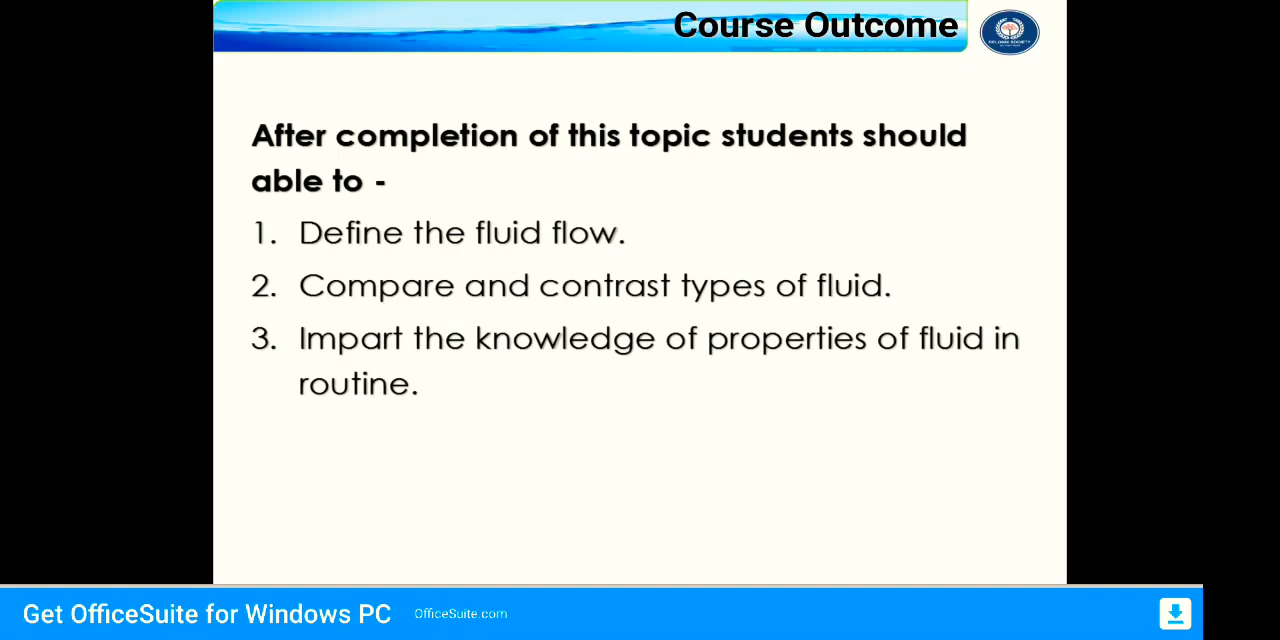 Course Outcome
After completion of this topic students should
able to -
1. Define the fluid flow.
2. Compare and contrast types of fluid.
3. Impart the knowledge of properties of fluid in
routine.
Get OfficeSuite for Windows PC OfficeSuite.com